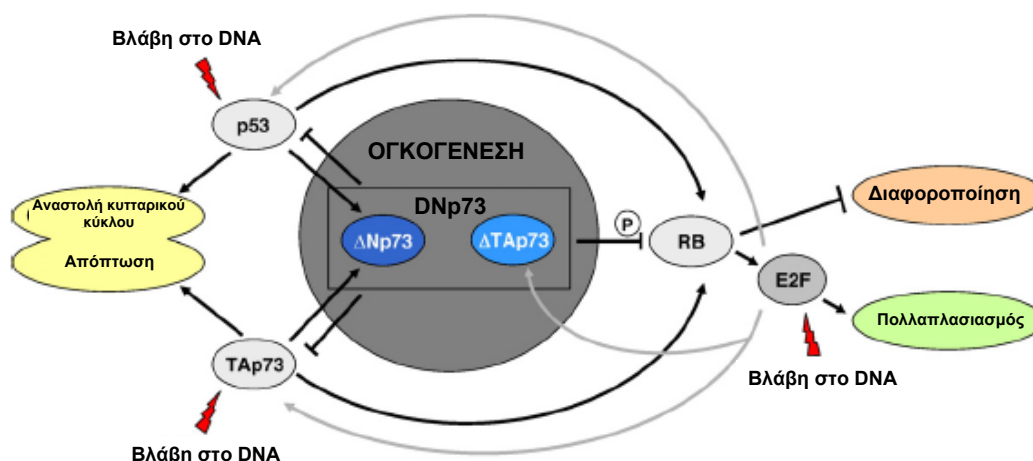 Βλάβη στο DNA
p53
ΟΓΚΟΓΕΝΕΣΗ
Αναστολή κυτταρικού
κύκλου
Απόπτωση
DNp73
ΔNp73
ΔTAp73
P
RB
Διαφοροποίηση
E2F
Πολλαπλασιασμός
TAp73
Βλάβη στο DNA
Βλάβη στο DNA